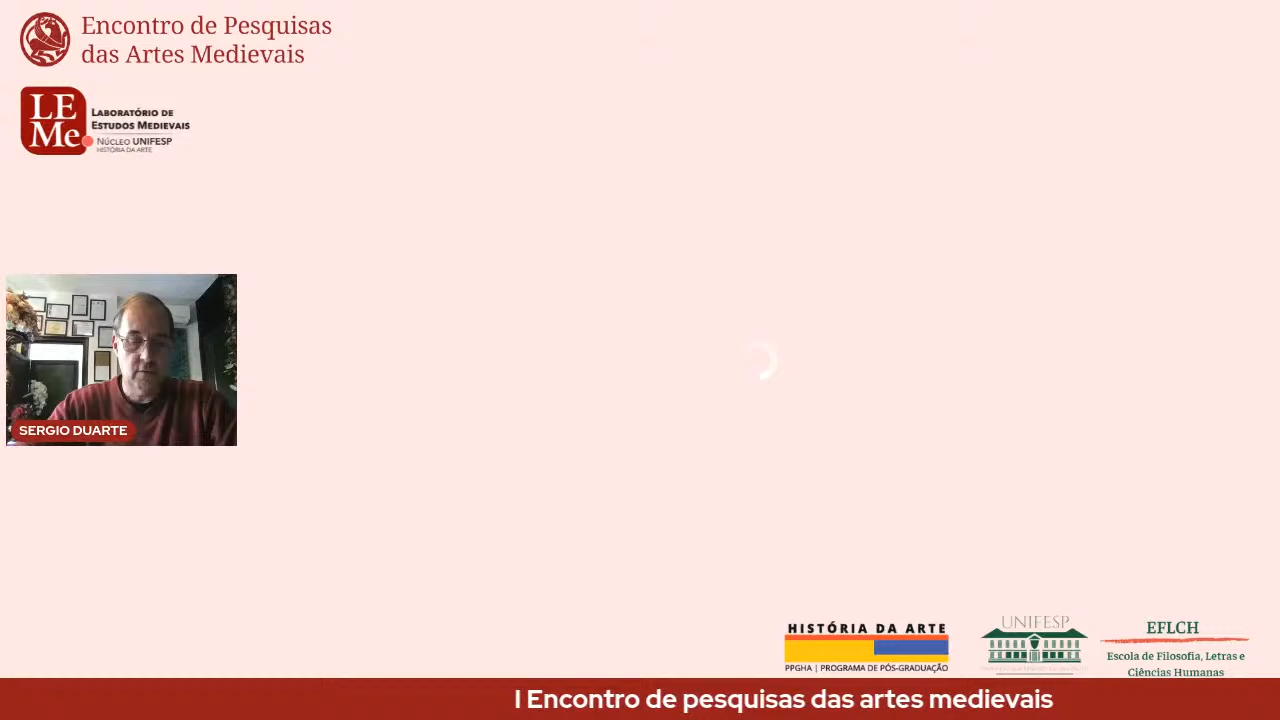 Encontro de Pesquisas
das Artes Medievais
LE
Me
LABORATÓRIO DE
ESTUDOS MEDIEVAIS
NÚCLEO UNIFESP
HISTÓRIA DA ARTE
SERGIO DUARTE
HISTÓRIA DA ARTE
PPGHA | PROGRAMA DE PÓS-GRADUAÇÃO
UNIFESP
EFLCH
Escola de Filosofia, Letras e
Ciências Humanas
I Encontro de pesquisas das artes medievais